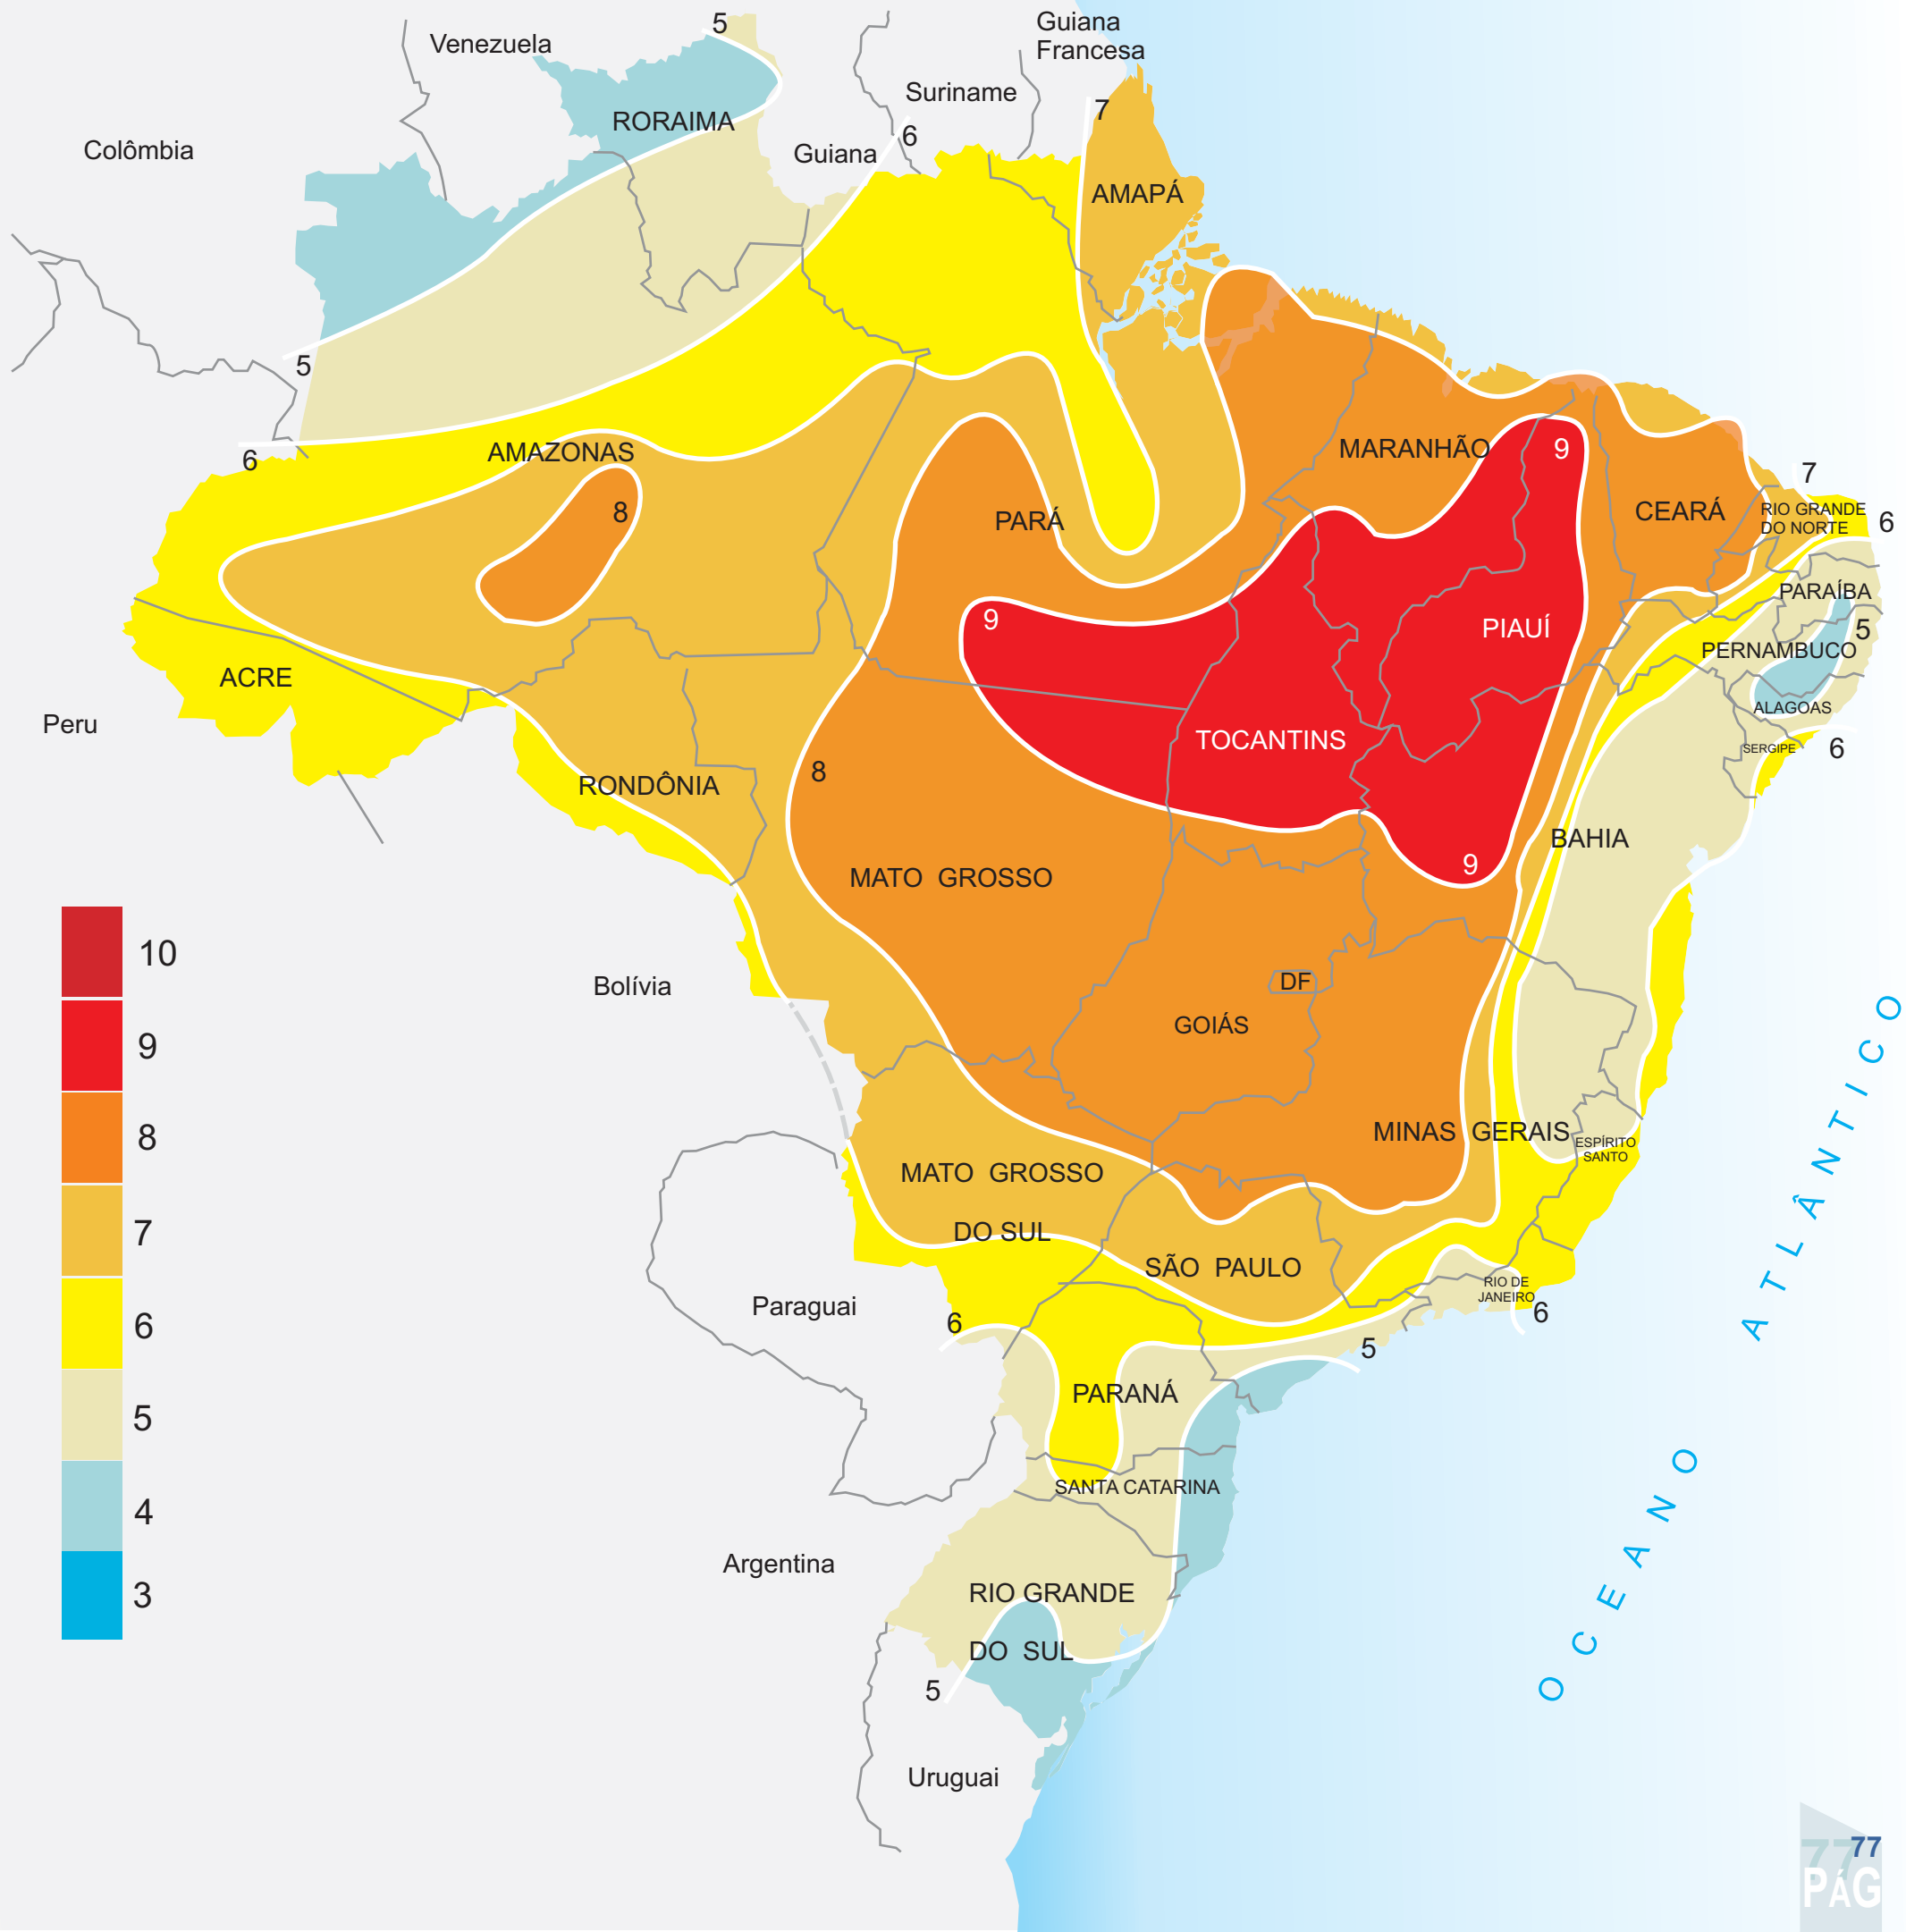 5
Venezuela
Guiana
Francesa
Suriname
7
RORAIMA
6
Colômbia
Guiana
AMAPÁ
5
6
AMAZONAS
8
PARÁ
MARANHÃO
9
CEARÁ
7
RIO GRANDE
DO NORTE
6
PARAÍBA
9
PIAUÍ
5
PERNAMBUCO
ACRE
ALAGOAS
Peru
TOCANTINS
SERGIPE
6
8
RONDÔNIA
BAHIA
9
MATO GROSSO
10
9
8
7
6
5
4
3
Bolívia
DF
GOIÁS
MINAS GERAIS
ESPÍRITO
SANTO
MATO GROSSO
DO SUL
SÃO PAULO
RIO DE
JANEIRO
6
Paraguai
6
5
PARANÁ
SANTA CATARINA
Argentina
RIO GRANDE
DO SUL
5
Uruguai
OCEANO ATLÂNTICO
77
77
PÁG